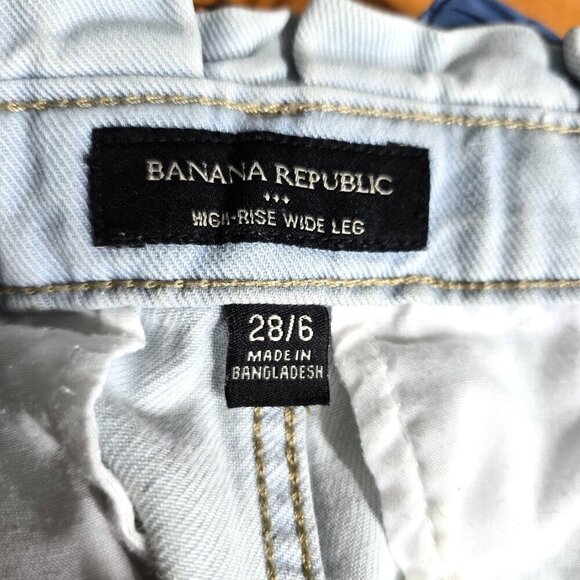 BANANA REPUBLIC
HIGH-RISE WIDE LEG
28/6
MADE IN
BANGLADESH